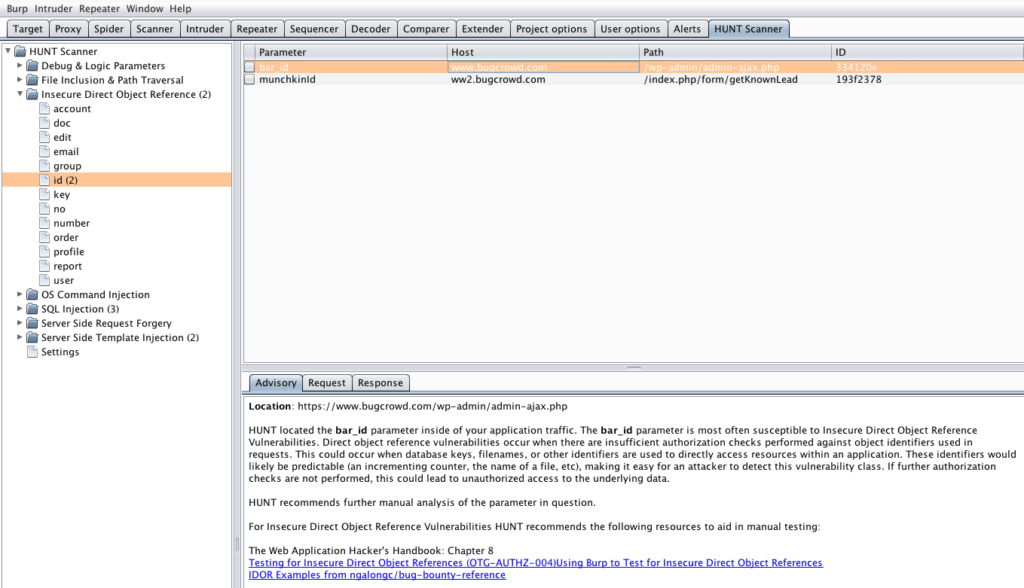 Burp Intruder Repeater Window Help
Target Proxy Spider Scanner Intruder Repeater Sequencer Decoder Comparer Extender Project options User options Alerts HUNT Scanner
HUNT Scanner
Debug & Logic Parameters
File Inclusion & Path Traversal
Insecure Direct Object Reference (2)
account
doc
edit
email
group
id (2)
key
no
number
order
profile
report
user
OS Command Injection
SQL Injection (3)
Server Side Request Forgery
Server Side Template Injection (2)
Settings
Parameter Host Path ID
bar_id www.bugcrowd.com /wp-admin/admin-ajax.php 334120e
munchkinId ww2.bugcrowd.com /index.php/form/getKnownLead 193f2378
Advisory Request Response
Location: https://www.bugcrowd.com/wp-admin/admin-ajax.php
HUNT located the bar_id parameter inside of your application traffic. The bar_id parameter is most often susceptible to Insecure Direct Object Reference
Vulnerabilities. Direct object reference vulnerabilities occur when there are insufficient authorization checks performed against object identifiers used in
requests. This could occur when database keys, filenames, or other identifiers are used to directly access resources within an application. These identifiers would
likely be predictable (an incrementing counter, the name of a file, etc), making it easy for an attacker to detect this vulnerability class. If further authorization
checks are not performed, this could lead to unauthorized access to the underlying data.
HUNT recommends further manual analysis of the parameter in question.
For Insecure Direct Object Reference Vulnerabilities HUNT recommends the following resources to aid in manual testing:
The Web Application Hacker's Handbook: Chapter 8
Testing for Insecure Direct Object References (OTG-AUTHZ-004)Using Burp to Test for Insecure Direct Object References
IDOR Examples from ngalongc/bug-bounty-reference